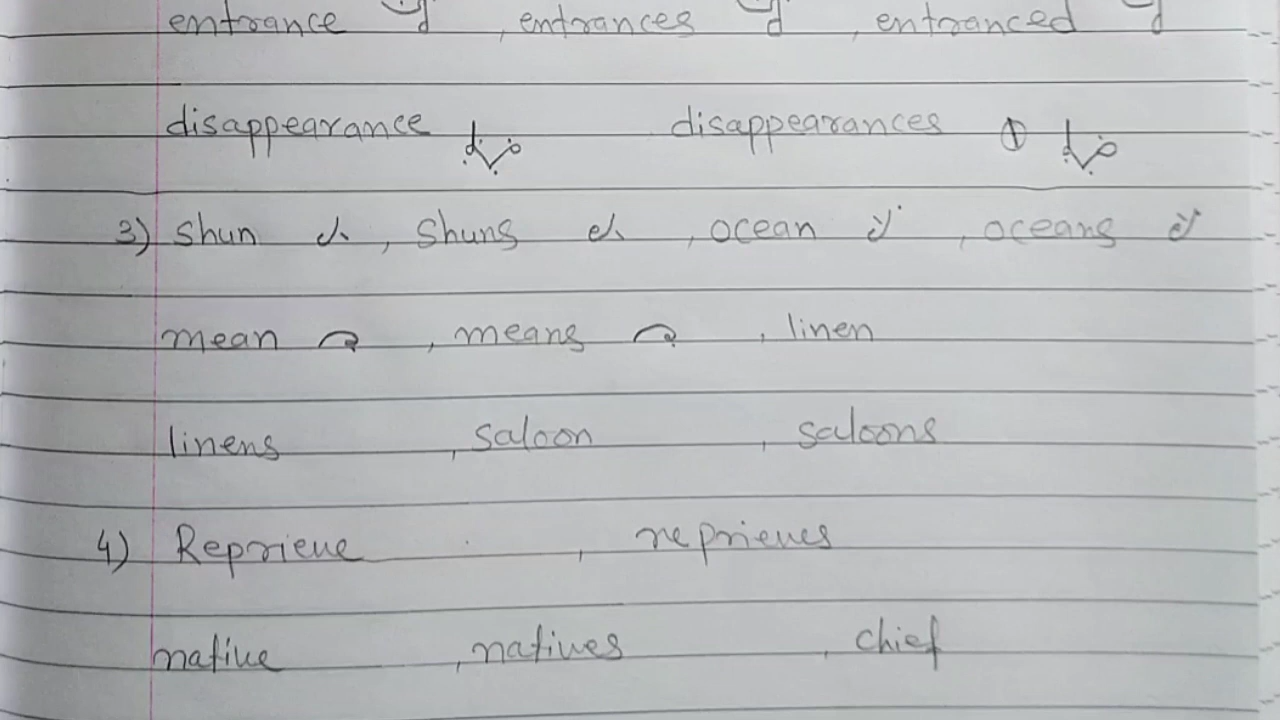 entrance , entrances , entranced
disappearance disappearances ①
3) Shun , Shuns , ocean , oceans
mean , means , linen
linens , saloon , saloons
4) Reprieve , reprieves
native , natives , chief